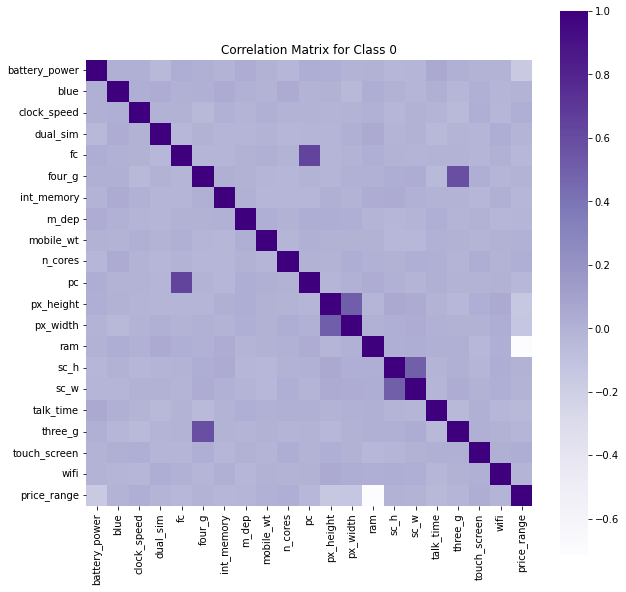 Correlation Matrix for Class 0
battery_power
blue
clock_speed
dual_sim
fc
four_g
int_memory
m_dep
mobile_wt
n_cores
pc
px_height
px_width
ram
sc_h
sc_w
talk_time
three_g
touch_screen
wifi
price_range
battery_power
blue
clock_speed
dual_sim
fc
four_g
int_memory
m_dep
mobile_wt
n_cores
pc
px_height
px_width
ram
sc_h
sc_w
talk_time
three_g
touch_screen
wifi
price_range
1.0
0.8
0.6
0.4
0.2
0.0
−0.2
−0.4
−0.6